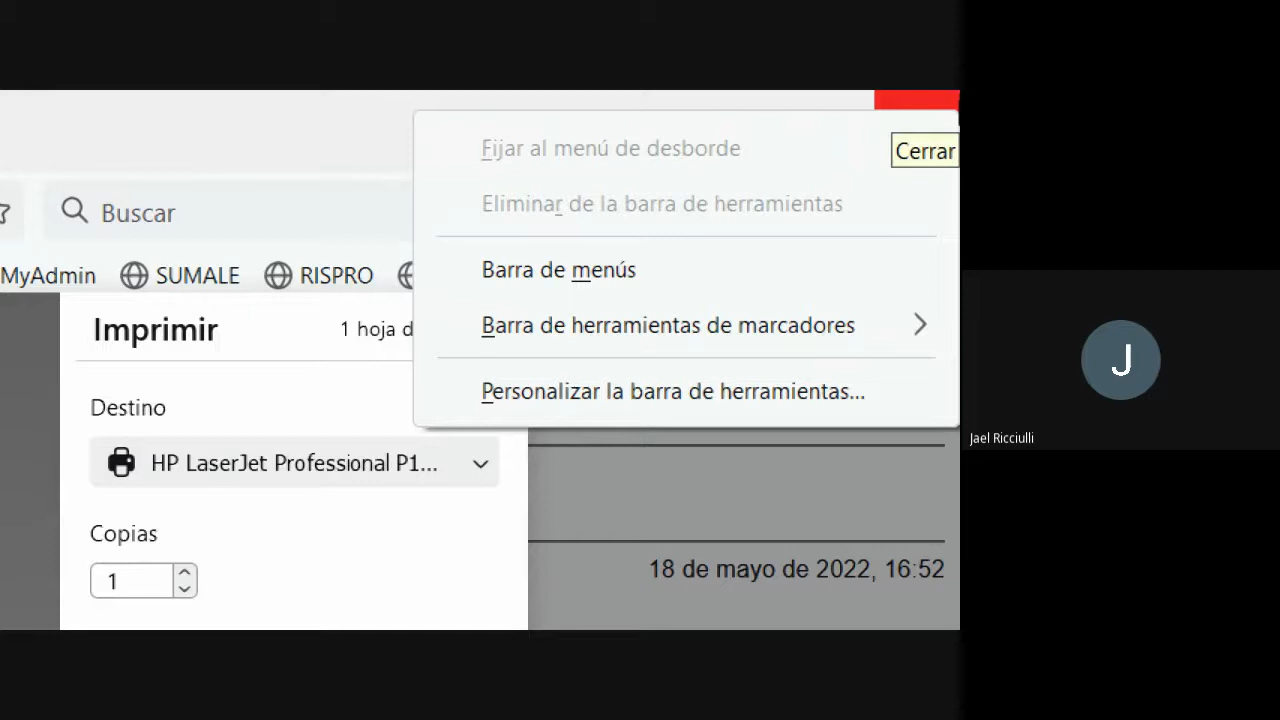 Fijar al menú de desborde
Cerrar
Eliminar de la barra de herramientas
Buscar
Barra de menús
MyAdmin SUMALE RISPRO
Barra de herramientas de marcadores
Imprimir 1 hoja d
Personalizar la barra de herramientas...
Destino
HP LaserJet Professional P1...
Copias
1
18 de mayo de 2022, 16:52
J
Jael Ricciulli